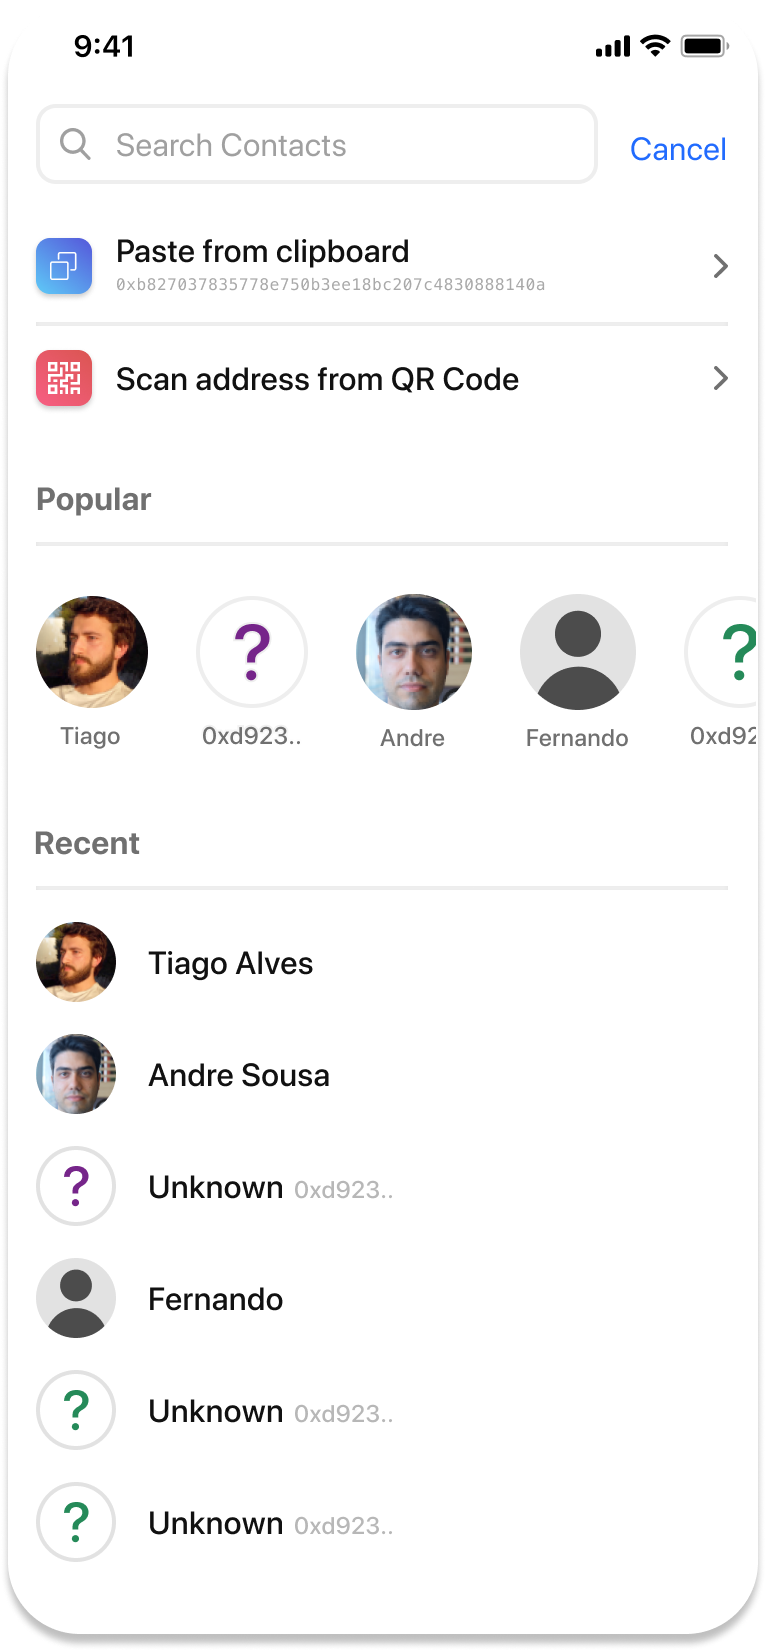 9:41
Search Contacts
Cancel
Paste from clipboard
0xb827037835778e750b3ee18bc207c4830888140a
Scan address from QR Code
Popular
?
?
Tiago
0xd923..
Andre
Fernando
0xd92
Recent
Tiago Alves
Andre Sousa
?
Unknown 0xd923..
Fernando
?
Unknown 0xd923..
?
Unknown 0xd923..